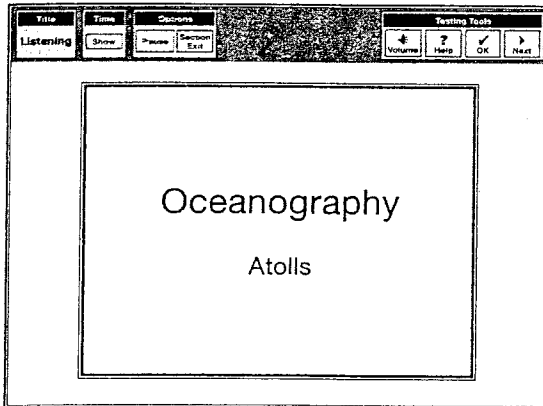 Title
Time
Options
Testing Tools
Listening
Show
Pause
Section
Exit
Volume
?
Help
OK
Next
Oceanography
Atolls